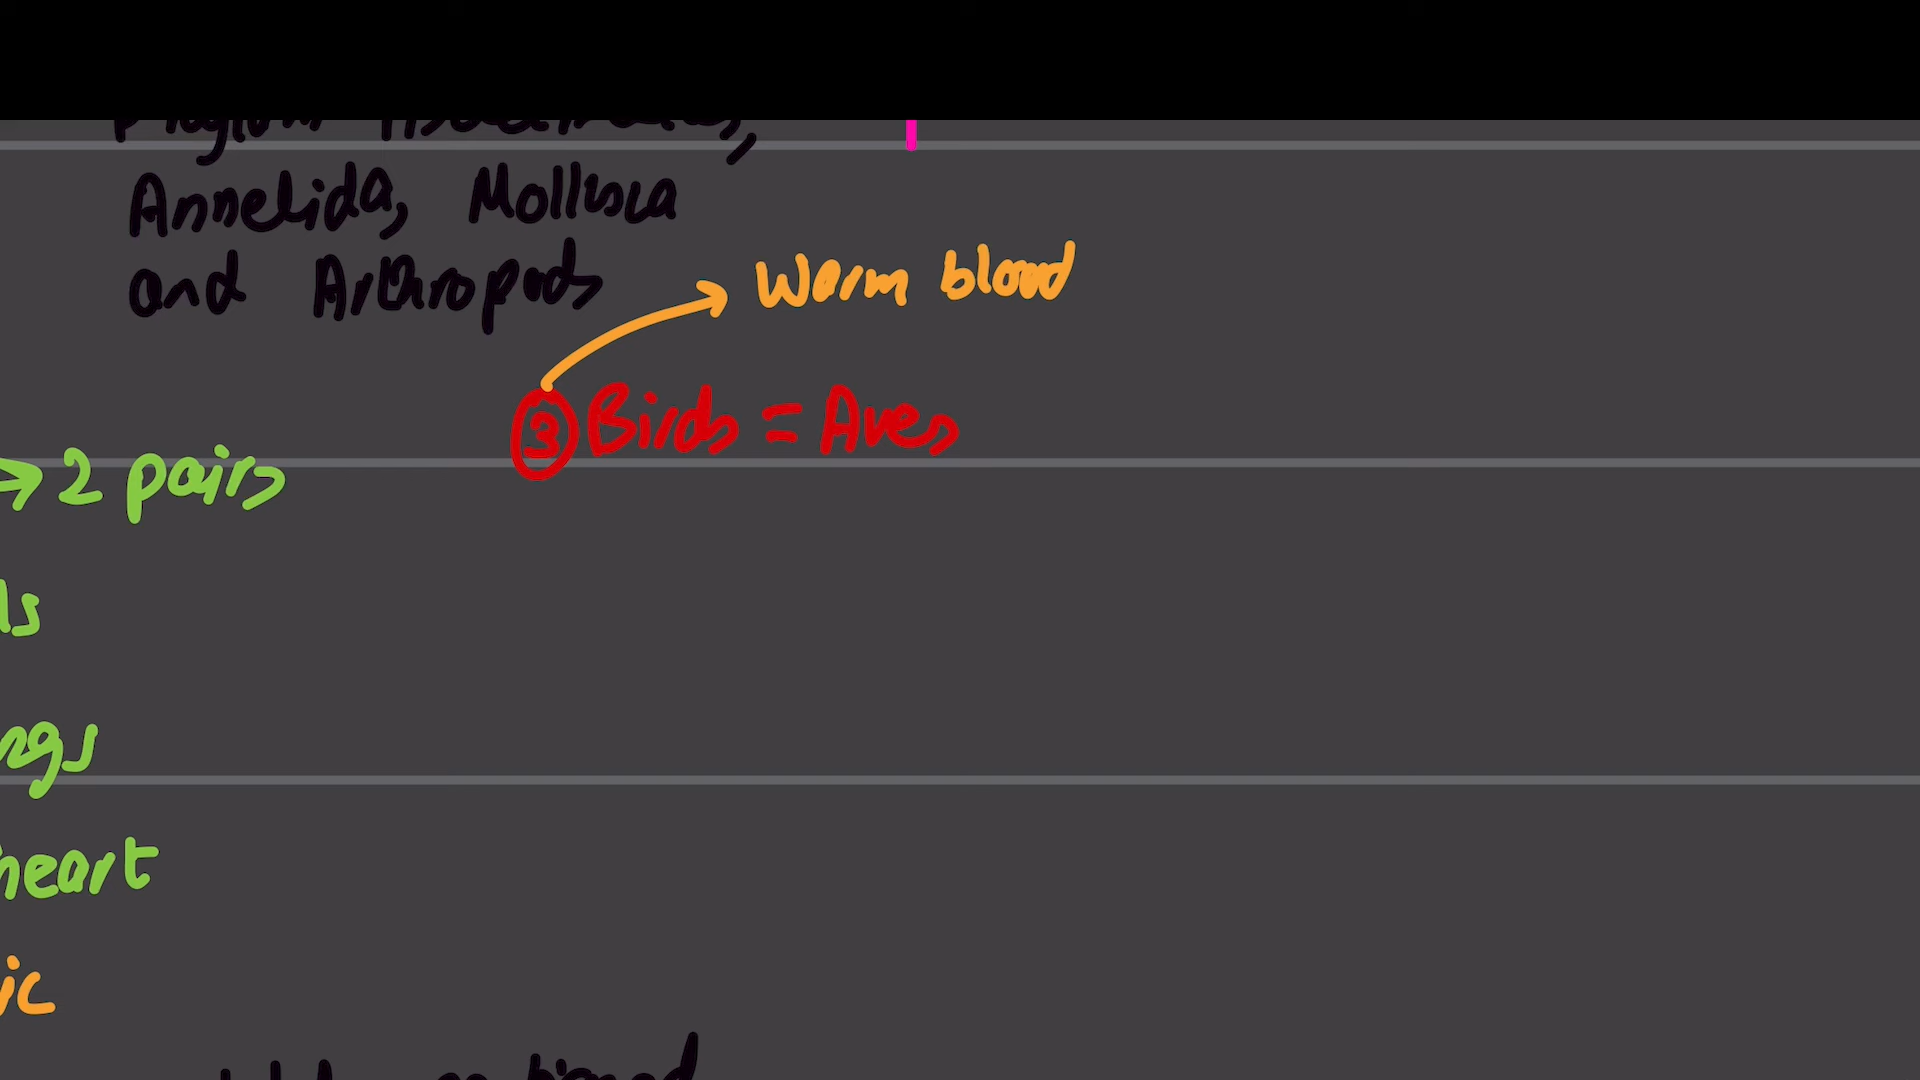 Annelida, Mollusca
and Arthropods
Warm blood
③ Birds = Aves
→ 2 pairs
ls
ngs
heart
ic